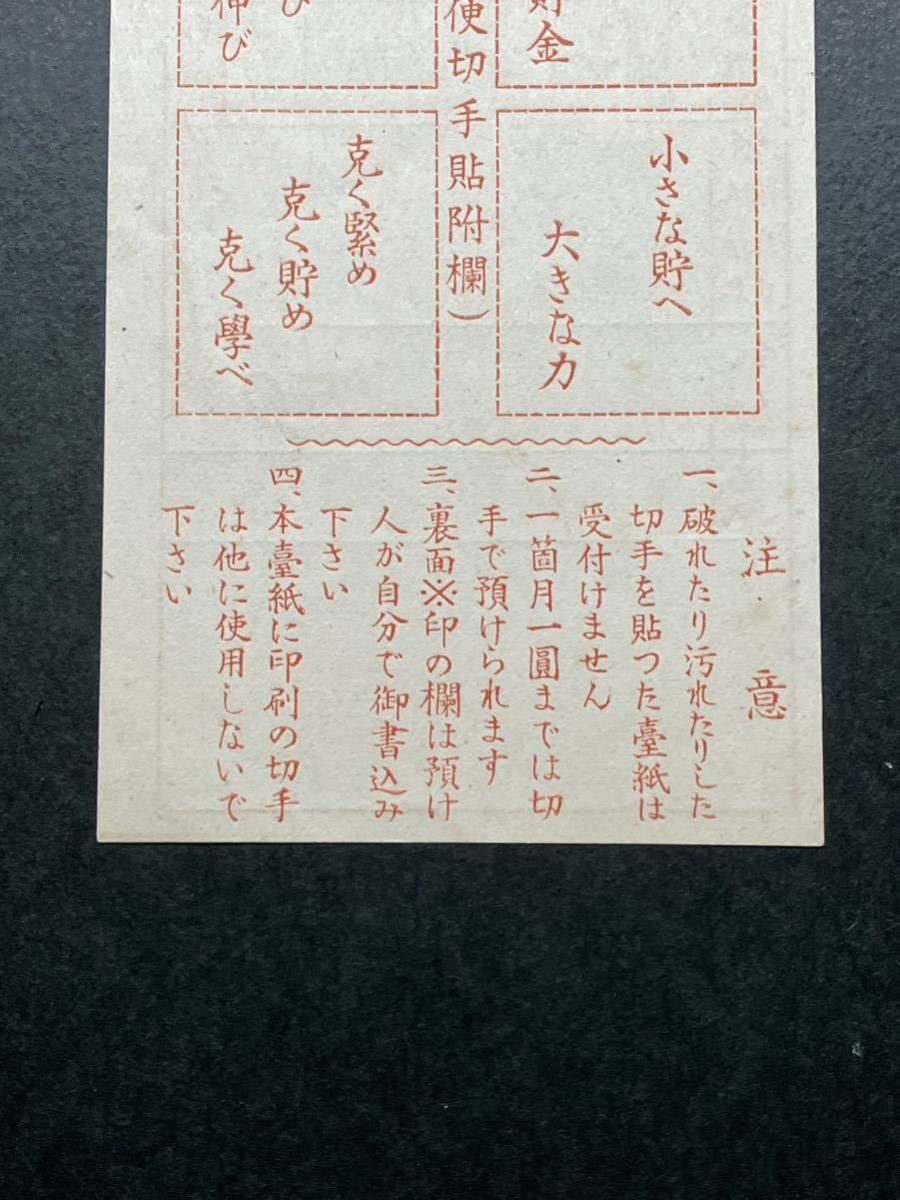 貯金
小さな貯へ
大きな力
便切手貼附欄）
び
伸び
克く緊め
克く貯め
克く學べ
注意
一、破れたり汚れたりした
切手を貼つた臺紙は
受付けません
二、一箇月一圓までは切
手で預けられます
三、裏面※印の欄は預け
人が自分で御書込み
下さい
四、本臺紙に印刷の切手
は他に使用しないで
下さい